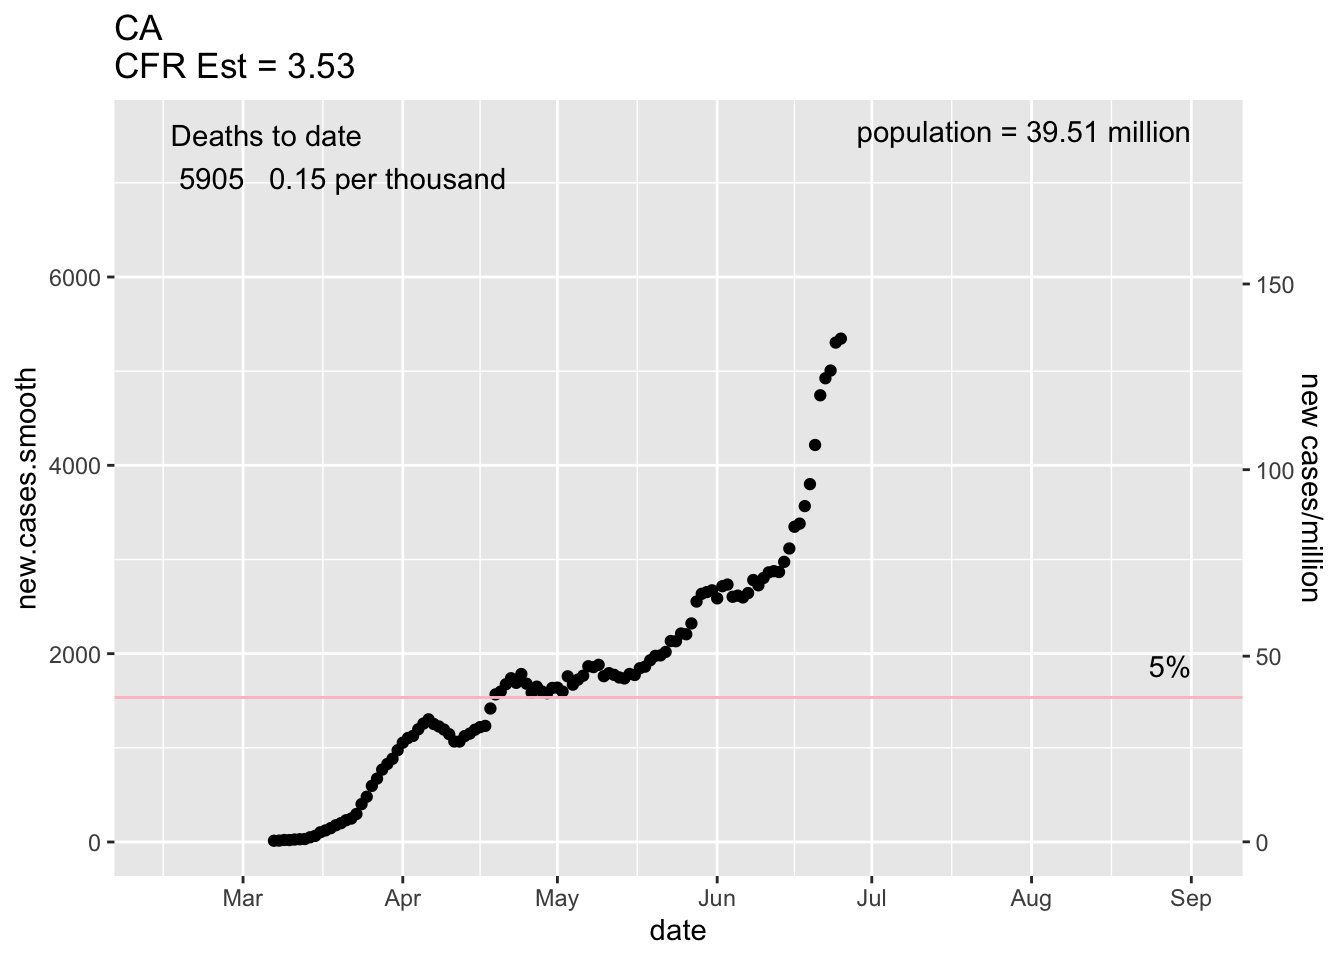 CA
CFR Est = 3.53
Deaths to date
5905 0.15 per thousand
population = 39.51 million
6000
4000
2000
0
new.cases.smooth
150
100
50
0
new cases/million
5%
Mar Apr May Jun Jul Aug Sep
date